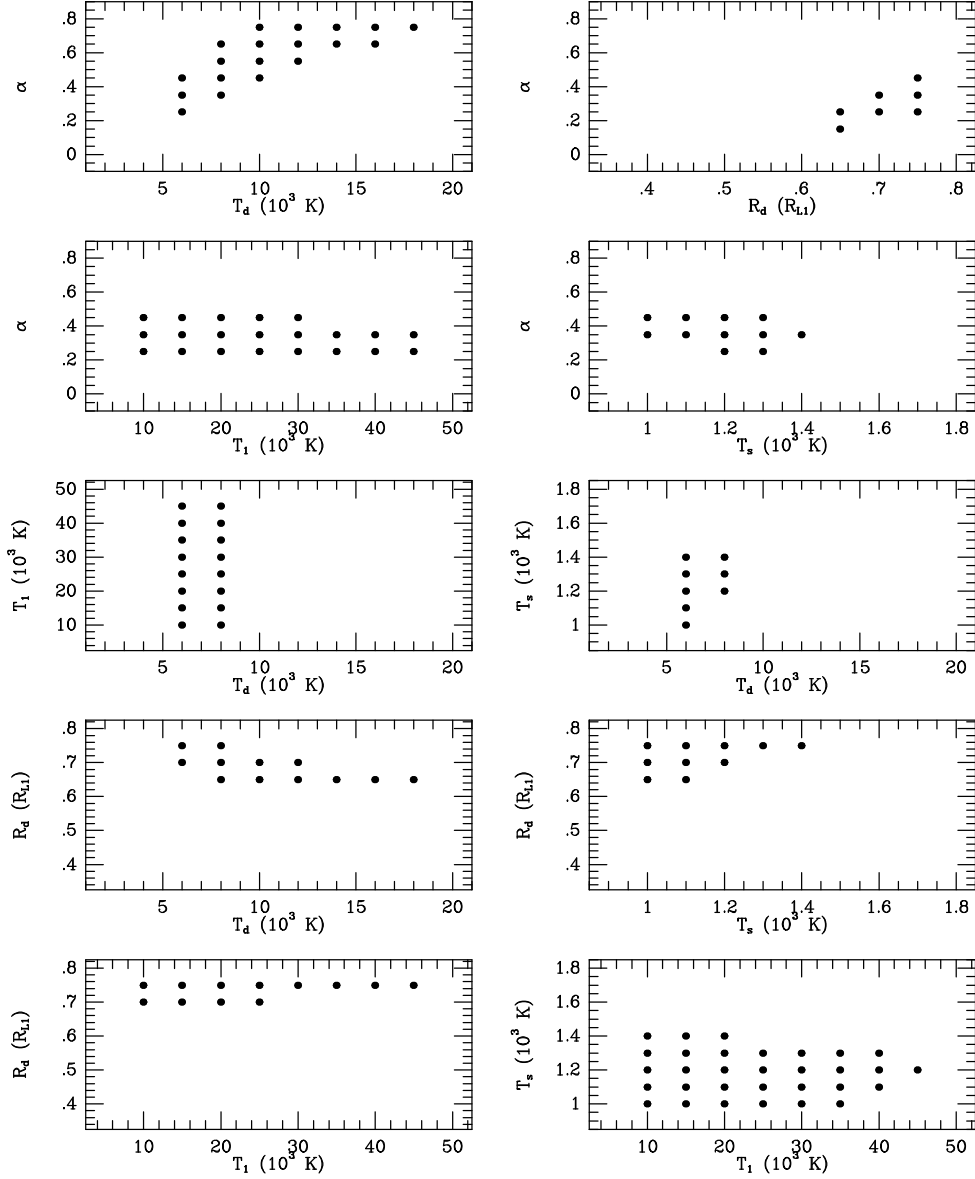 .8 .6 .4 .2 0
α
5 10 15 20
T_d (10^3 K)
.8 .6 .4 .2 0
α
.4 .5 .6 .7 .8
R_d (R_L1)
.8 .6 .4 .2 0
α
10 20 30 40 50
T_1 (10^3 K)
.8 .6 .4 .2 0
α
1 1.2 1.4 1.6 1.8
T_s (10^3 K)
50 40 30 20 10
T_1 (10^3 K)
5 10 15 20
T_d (10^3 K)
1.8 1.6 1.4 1.2 1
T_s (10^3 K)
5 10 15 20
T_d (10^3 K)
.8 .7 .6 .5 .4
R_d (R_L1)
5 10 15 20
T_d (10^3 K)
.8 .7 .6 .5 .4
R_d (R_L1)
1 1.2 1.4 1.6 1.8
T_s (10^3 K)
.8 .7 .6 .5 .4
R_d (R_L1)
10 20 30 40 50
T_1 (10^3 K)
1.8 1.6 1.4 1.2 1
T_s (10^3 K)
10 20 30 40 50
T_1 (10^3 K)